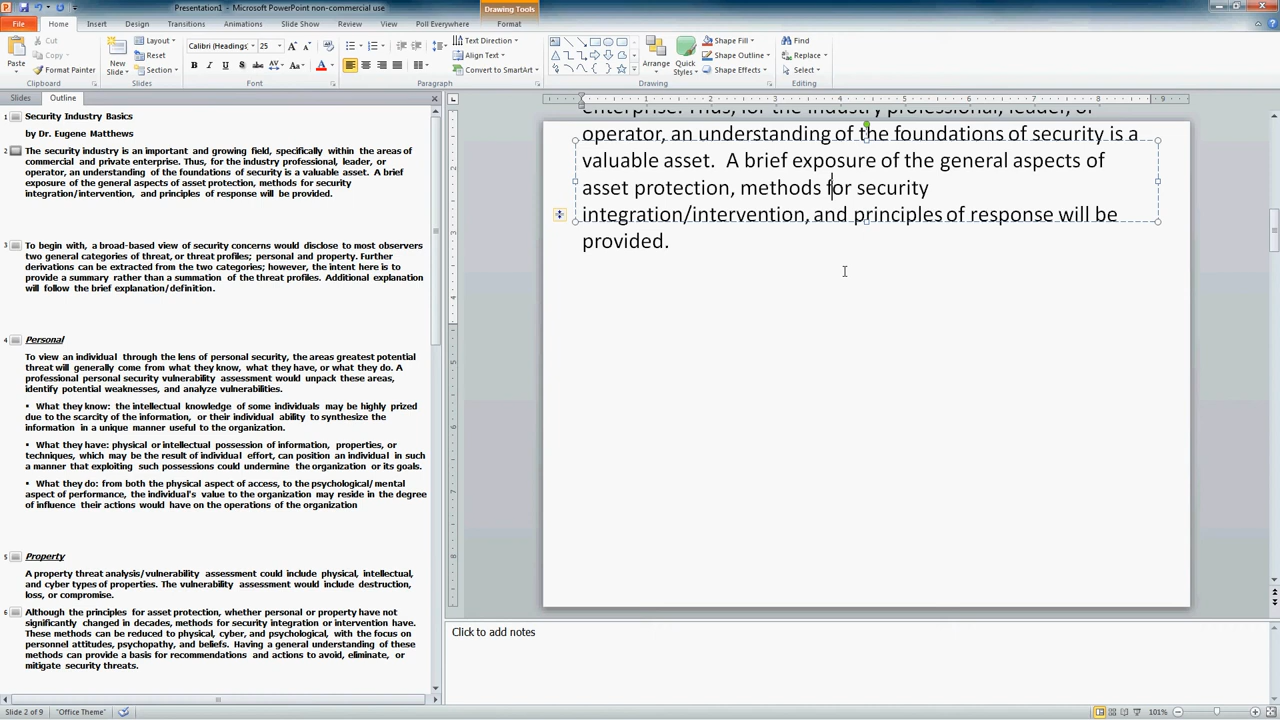 Presentation1 - Microsoft PowerPoint non-commercial use
Drawing Tools
File Home Insert Design Transitions Animations Slide Show Review View Poll Everywhere Format
Paste Cut Copy Format Painter Clipboard
New Slide Layout Reset Section Slides
Calibri (Headings) 25 Font
B I U S abc AV Aa A
Text Direction Align Text Convert to SmartArt Paragraph
Arrange Quick Styles Shape Fill Shape Outline Shape Effects Drawing
Find Replace Select Editing
Slides Outline
1 Security Industry Basics
by Dr. Eugene Matthews
2 The security industry is an important and growing field, specifically within the areas of
commercial and private enterprise. Thus, for the industry professional, leader, or
operator, an understanding of the foundations of security is a valuable asset. A brief
exposure of the general aspects of asset protection, methods for security
integration/intervention, and principles of response will be provided.
3 To begin with, a broad-based view of security concerns would disclose to most observers
two general categories of threat, or threat profiles; personal and property. Further
derivations can be extracted from the two categories; however, the intent here is to
provide a summary rather than a summation of the threat profiles. Additional explanation
will follow the brief explanation/definition.
4 Personal
To view an individual through the lens of personal security, the areas greatest potential
threat will generally come from what they know, what they have, or what they do. A
professional personal security vulnerability assessment would unpack these areas,
identify potential weaknesses, and analyze vulnerabilities.
• What they know: the intellectual knowledge of some individuals may be highly prized
due to the scarcity of the information, or their individual ability to synthesize the
information in a unique manner useful to the organization.
• What they have: physical or intellectual possession of information, properties, or
techniques, which may be the result of individual effort, can position an individual in such
a manner that exploiting such possessions could undermine the organization or its goals.
• What they do: from both the physical aspect of access, to the psychological/mental
aspect of performance, the individual's value to the organization may reside in the degree
of influence their actions would have on the operations of the organization
5 Property
A property threat analysis/vulnerability assessment could include physical, intellectual,
and cyber types of properties. The vulnerability assessment would include destruction,
loss, or compromise.
6 Although the principles for asset protection, whether personal or property have not
significantly changed in decades, methods for security integration or intervention have.
These methods can be reduced to physical, cyber, and psychological, with the focus on
personnel attitudes, psychopathy, and beliefs. Having a general understanding of these
methods can provide a basis for recommendations and actions to avoid, eliminate, or
mitigate security threats.
enterprise. Thus, for the industry professional, leader, or
operator, an understanding of the foundations of security is a
valuable asset. A brief exposure of the general aspects of
asset protection, methods for security
integration/intervention, and principles of response will be
provided.
Click to add notes
Slide 2 of 9 "Office Theme" 101%